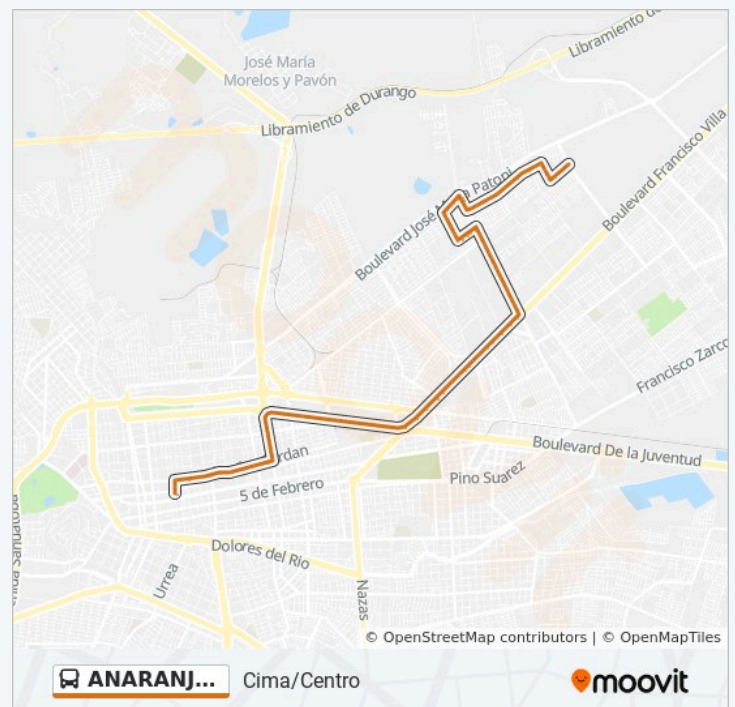 Libramiento de
José María
Morelos y Pavón
Libramiento de Durango
Boulevard Francisco Villa
Boulevard José Patoni
Francisco Zarco
Boulevard De la Juventud
Pino Suarez
5 de Febrero
Dolores del Rio
Urrea
Nazas
© OpenStreetMap contributors | © OpenMapTiles
ANARANJ...
Cima/Centro
moovit